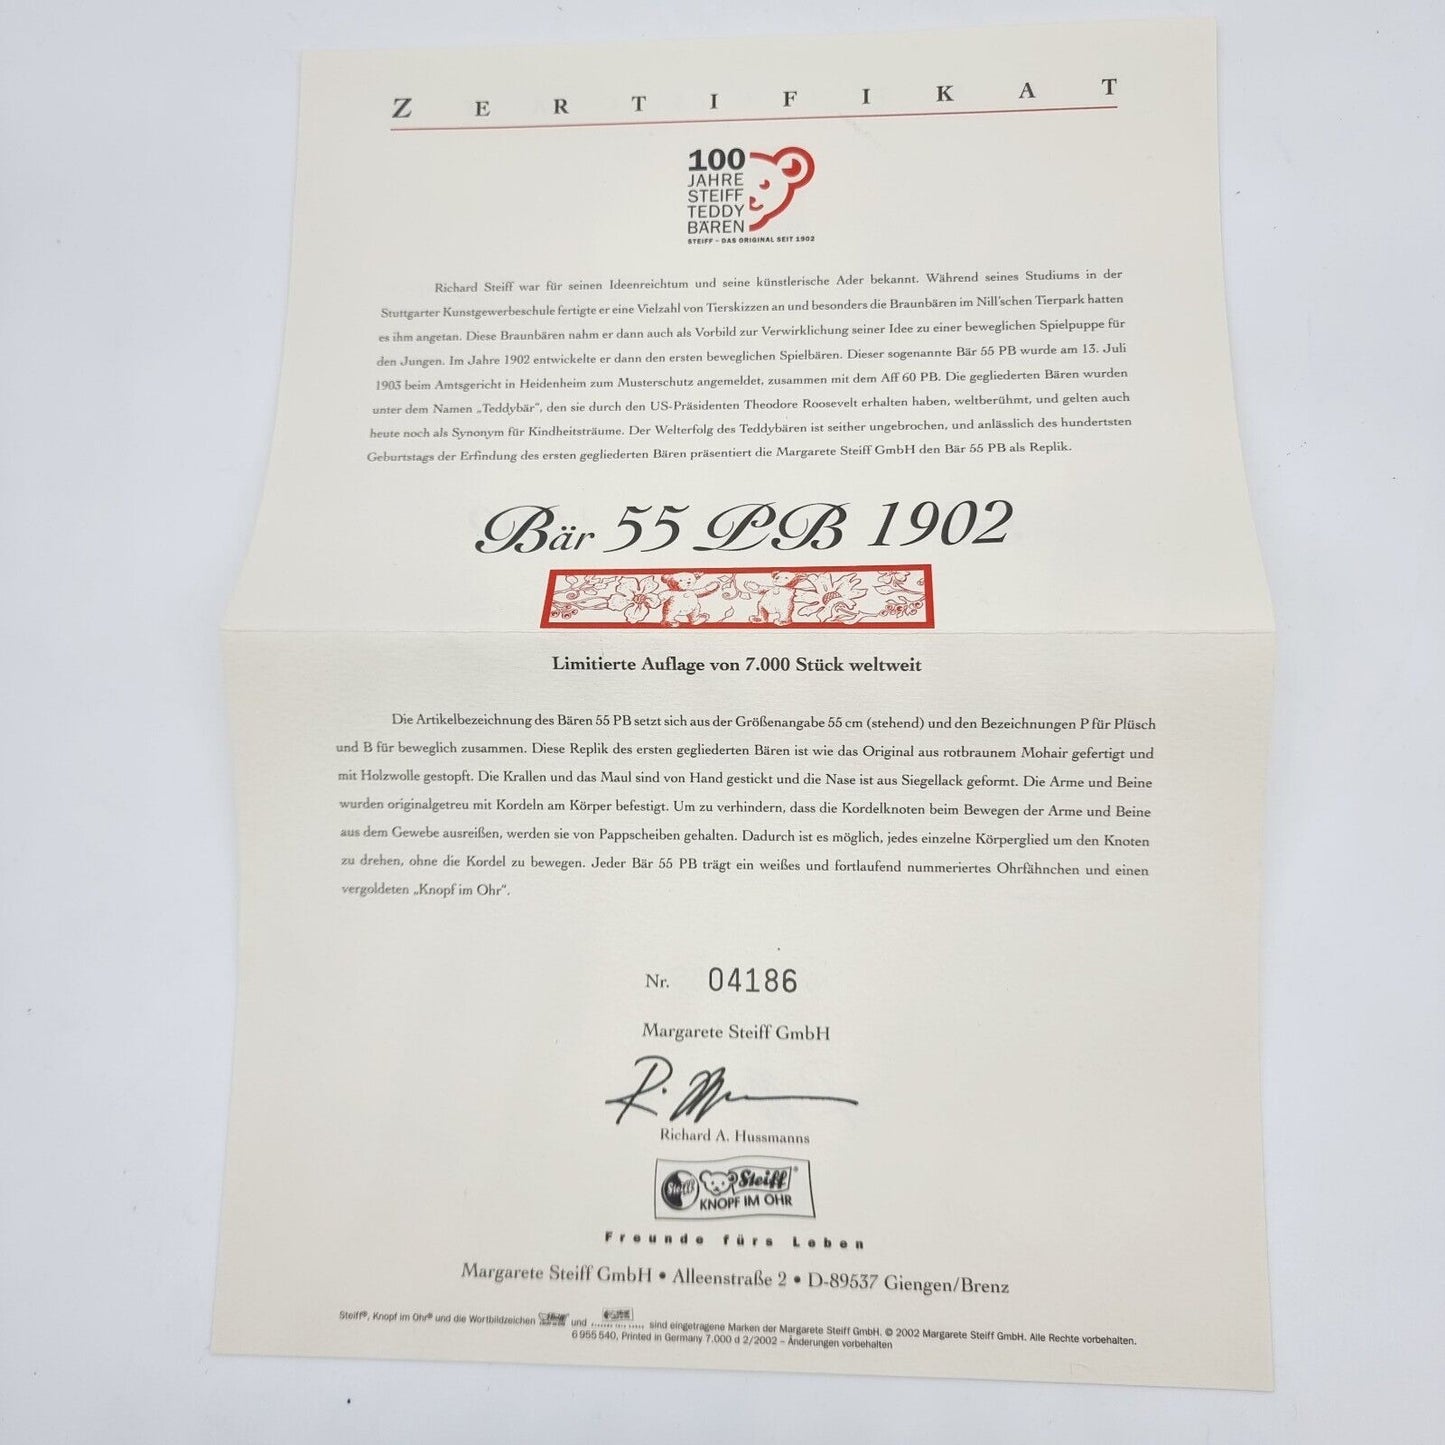 ZERTIFIKAT
100
JAHRE
STEIFF
TEDDY
BÄREN
STEIFF – DAS ORIGINAL SEIT 1902
Richard Steiff war für seinen Ideenreichtum und seine künstlerische Ader bekannt. Während seines Studiums in der
Stuttgarter Kunstgewerbeschule fertigte er eine Vielzahl von Tierskizzen an und besonders die Braunbären im Nill'schen Tierpark hatten
es ihm angetan. Diese Braunbären nahm er dann auch als Vorbild zur Verwirklichung seiner Idee zu einer beweglichen Spielpuppe für
den Jungen. Im Jahre 1902 entwickelte er dann den ersten beweglichen Spielbären. Dieser sogenannte Bär 55 PB wurde am 13. Juli
1903 beim Amtsgericht in Heidenheim zum Musterschutz angemeldet, zusammen mit dem Aff 60 PB. Die gegliederten Bären wurden
unter dem Namen „Teddybär“, den sie durch den US-Präsidenten Theodore Roosevelt erhalten haben, weltberühmt, und gelten auch
heute noch als Synonym für Kindheitsträume. Der Welterfolg des Teddybären ist seither ungebrochen, und anlässlich des hundertsten
Geburtstags der Erfindung des ersten gegliederten Bären präsentiert die Margarete Steiff GmbH den Bär 55 PB als Replik.
Bär 55 PB 1902
Limitierte Auflage von 7.000 Stück weltweit
Die Artikelbezeichnung des Bären 55 PB setzt sich aus der Größenangabe 55 cm (stehend) und den Bezeichnungen P für Plüsch
und B für beweglich zusammen. Diese Replik des ersten gegliederten Bären ist wie das Original aus rotbraunem Mohair gefertigt und
mit Holzwolle gestopft. Die Krallen und das Maul sind von Hand gestickt und die Nase ist aus Siegellack geformt. Die Arme und Beine
wurden originalgetreu mit Kordeln am Körper befestigt. Um zu verhindern, dass die Kordelknoten beim Bewegen der Arme und Beine
aus dem Gewebe ausreißen, werden sie von Pappscheiben gehalten. Dadurch ist es möglich, jedes einzelne Körperglied um den Knoten
zu drehen, ohne die Kordel zu bewegen. Jeder Bär 55 PB trägt ein weißes und fortlaufend nummeriertes Ohrfähnchen und einen
vergoldeten „Knopf im Ohr“.
Nr. 04186
Margarete Steiff GmbH
Richard A. Hussmanns
Steiff Steiff®
KNOPF IM OHR
Freunde fürs Leben
Margarete Steiff GmbH • Alleenstraße 2 • D-89537 Giengen/Brenz
Steiff®, Knopf im Ohr® und die Wortbildzeichen und sind eingetragene Marken der Margarete Steiff GmbH. © 2002 Margarete Steiff GmbH. Alle Rechte vorbehalten.
6 955 540, Printed in Germany 7.000 d 2/2002 – Änderungen vorbehalten